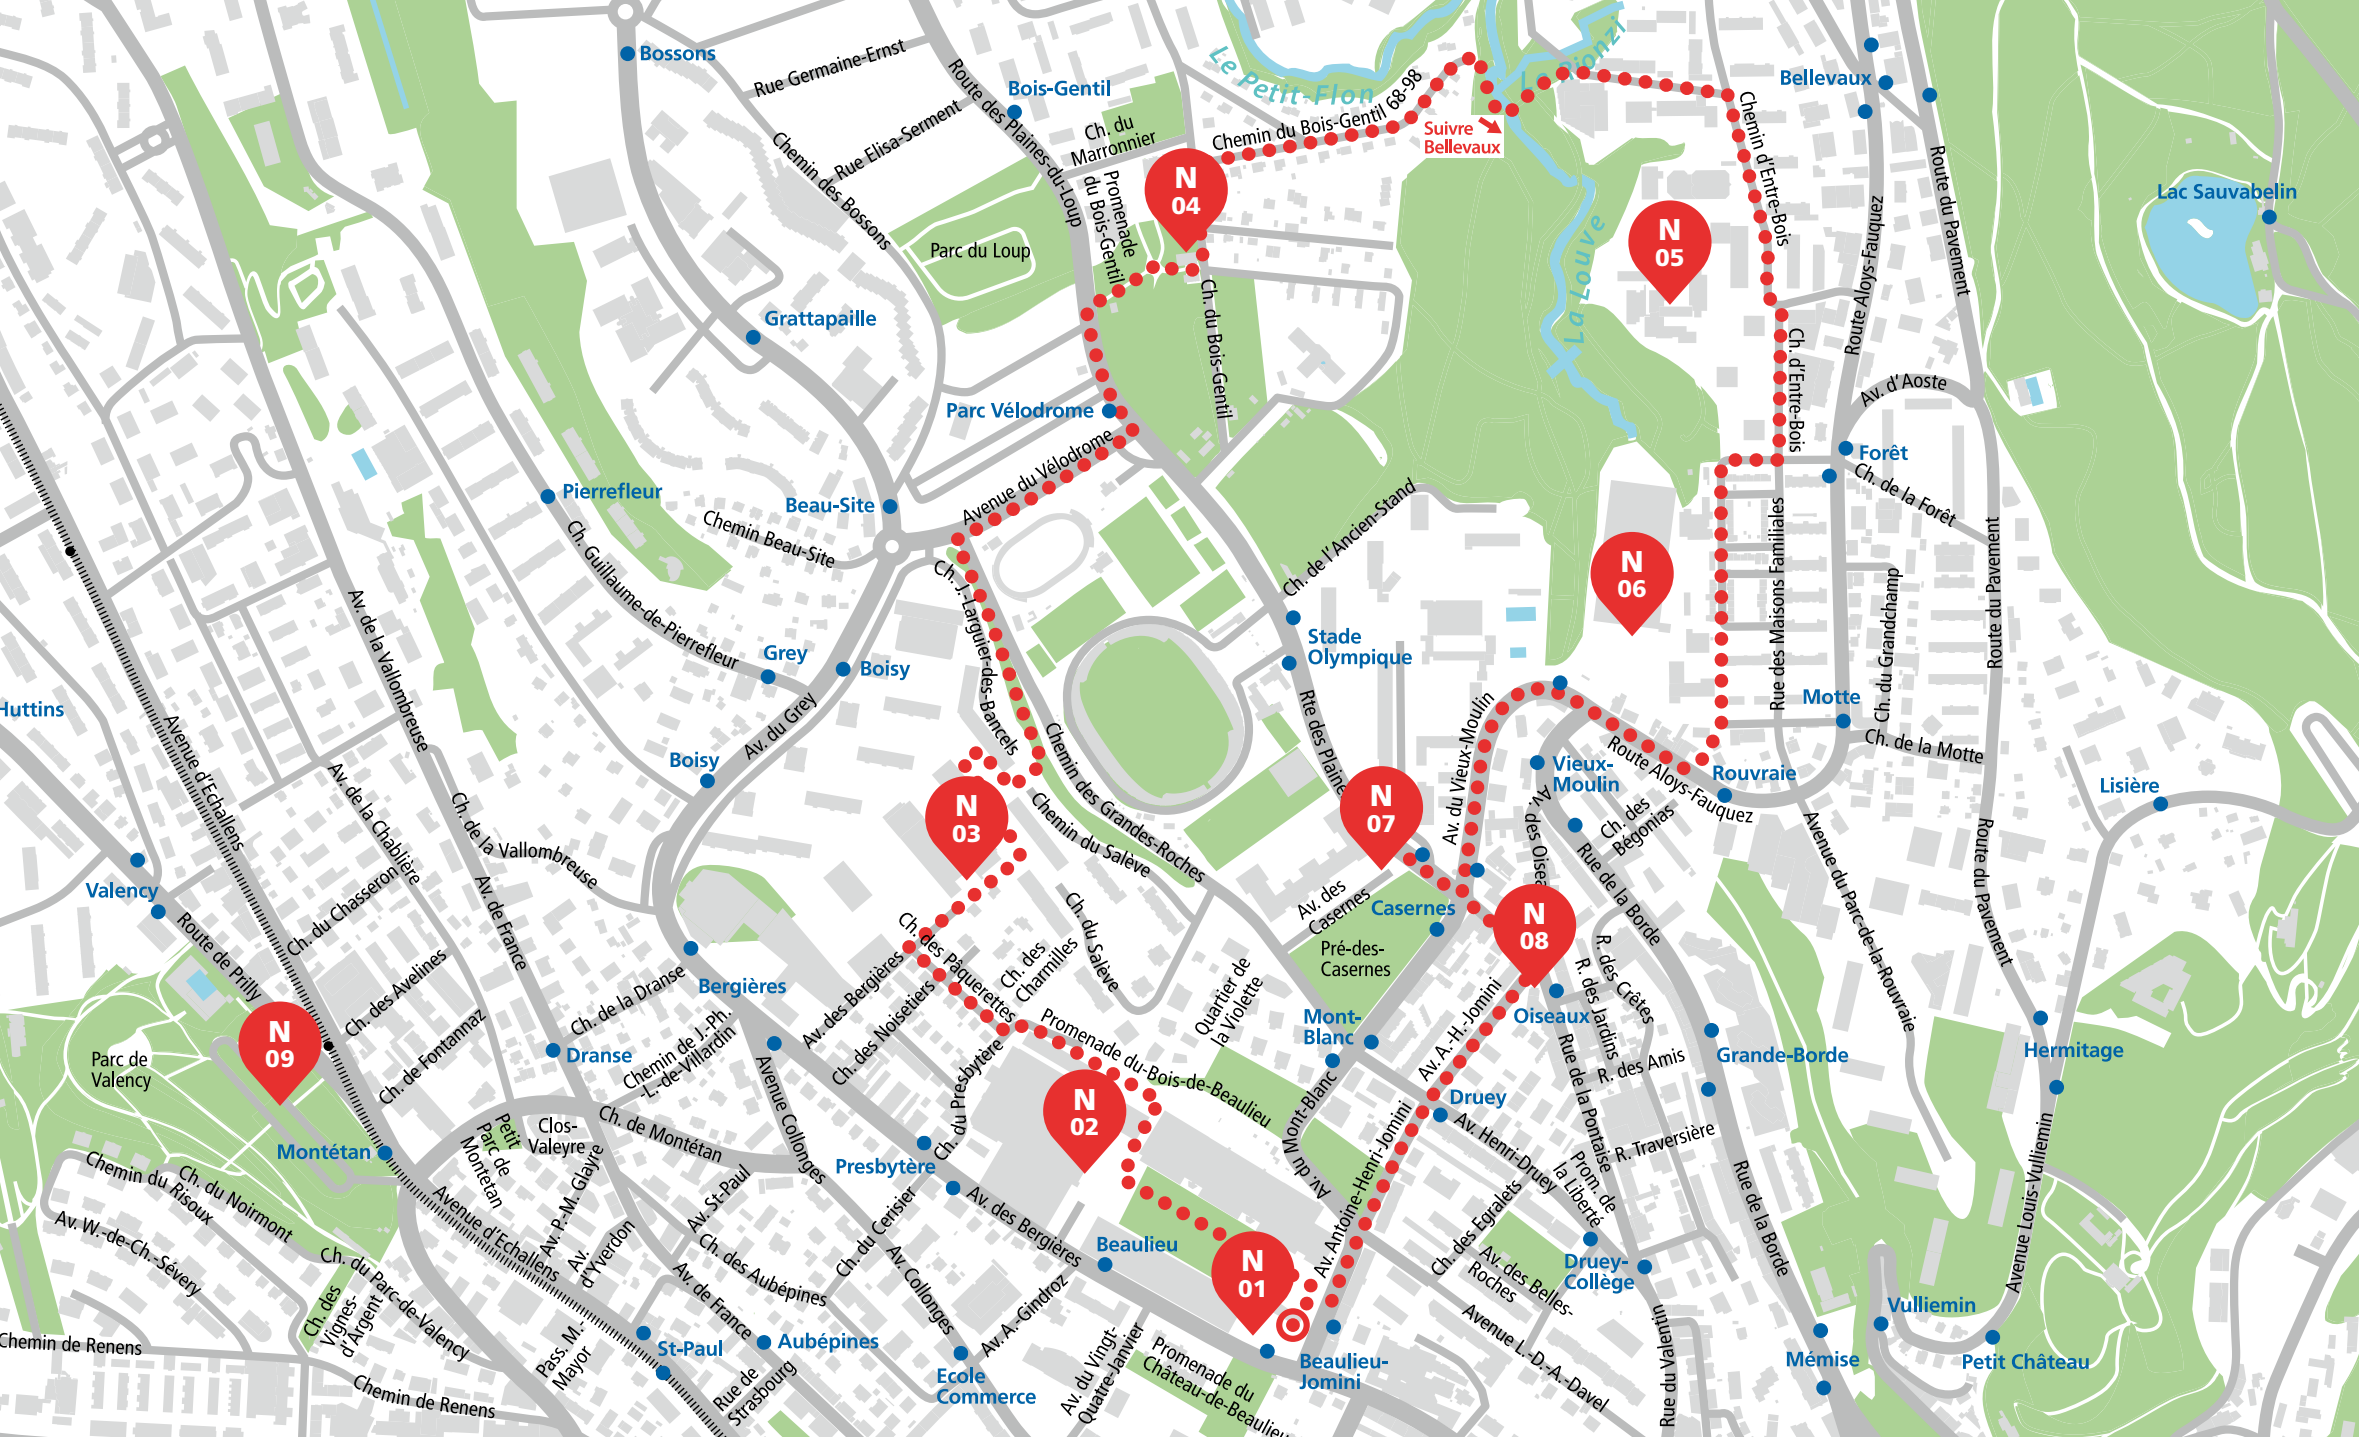 Bossons
Rue Germaine-Ernst
Route des Plaines-du-Loup
Bois-Gentil
Le Petit-Flon
Le Rionzi
Chemin du Bois-Gentil 68-98
Suivre
Bellevaux
Bellevaux
Chemin d'Entre-Bois
Route du Pavement
Lac Sauvabelin
Rue Elisa-Serment
Chemin des Bossons
Ch. du
Marronnier
Promenade
du Bois-Gentil
N
04
N
05
La Louve
Parc du Loup
Grattapaille
Ch. du Bois-Gentil
Route Aloys-Fauquez
Ch. d'Entre-Bois
Av. d'Aoste
Parc Vélodrome
Avenue du Vélodrome
Forêt
Ch. de la Forêt
Pierrefleur
Beau-Site
Chemin Beau-Site
Ch. de l'Ancien-Stand
Rue des Maisons Familiales
Route du Pavement
Ch. Guillaume-de-Pierrefleur
Ch. J.-Larguier-des-Bancels
N
06
Ch. du Grandchamp
Av. de la Vallombreuse
Stade
Olympique
Grey
Boisy
Motte
Ch. de la Motte
Huttins
Avenue d'Echallens
Av. du Grey
Boisy
Rte des Plaine
Av. du Vieux-Moulin
Route Aloys-Fauquez
Vieux-
Moulin
Rouvraie
Lisière
Chemin des Grandes-Roches
Av. de la Chablière
Ch. de la Vallombreuse
N
03
Chemin du Salève
N
07
Av. des Oisea
Ch. des
Bégonias
Rue de la Borde
Avenue du Parc-de-la-Rouvraie
Route du Pavement
Valency
Route de Prilly
Ch. du Chasseron
Av. de France
Ch. du Salève
Av. des
Casernes
Casernes
N
08
Pré-des-
Casernes
Ch. des Avelines
Ch. de la Dranse
Bergières
Av. des Bergières
Ch. des Pâquerettes
Ch. des
Charmilles
Quartier de
la Violette
R. des Crêtes
R. des Jardins
N
09
Parc de
Valency
Ch. de Fontannaz
Dranse
Chemin de J.-Ph.
-L.-de-Villardin
Ch. des Noisetiers
Promenade du-Bois-de-Beaulieu
Mont-
Blanc
Av. A.-H.-Jomini
Oiseaux
R. des Amis
Grande-Borde
Hermitage
Montétan
Petit
Parc de
Montétan
Clos-
Valeyre
Ch. de Montétan
Avenue Collonges
Ch. du Presbytère
Presbytère
N
02
Av. du Mont-Blanc
Druey
Av. Henri-Druey
Rue de la Pontaise
R. Traversière
Rue de la Borde
Avenue Louis-Vulliemin
Chemin du Risoux
Ch. du Noirmont
Av. W.-de-Ch.-Sévery
Avenue d'Echallens
Av. P.-M. Glayre
Av.
d'Yverdon
Av. St-Paul
Ch. des Aubépines
Ch. du Cerisier
Av. des Bergières
Beaulieu
N
01
Av. Antoine-Henri-Jomini
Ch. des Egralets
Prom. de
la Liberté
Druey-
Collège
Av. des Belles-
Roches
Ch. du Parc-de-Valency
Ch. des
Vignes-
d'Argent
Chemin de Renens
Chemin de Renens
Pass. M.-
Mayor
St-Paul
Av. de France
Aubépines
Rue de
Strasbourg
Av. Collonges
Ecole
Commerce
Av. A.-Gindroz
Av. du Vingt-
Quatre-Janvier
Promenade du
Château-de-Beaulieu
Beaulieu-
Jomini
Avenue L.-D.-A.-Davel
Rue du Valentin
Mémise
Vulliemin
Petit Château